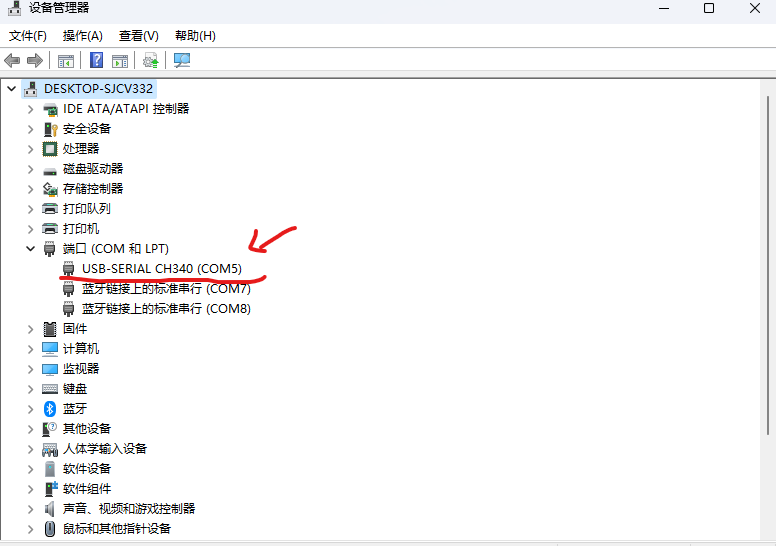 设备管理器
文件(F) 操作(A) 查看(V) 帮助(H)
DESKTOP-SJCV332
IDE ATA/ATAPI 控制器
安全设备
处理器
磁盘驱动器
存储控制器
打印队列
打印机
端口 (COM 和 LPT)
USB-SERIAL CH340 (COM5)
蓝牙链接上的标准串行 (COM7)
蓝牙链接上的标准串行 (COM8)
固件
计算机
监视器
键盘
蓝牙
其他设备
人体学输入设备
软件设备
软件组件
声音、视频和游戏控制器
鼠标和其他指针设备